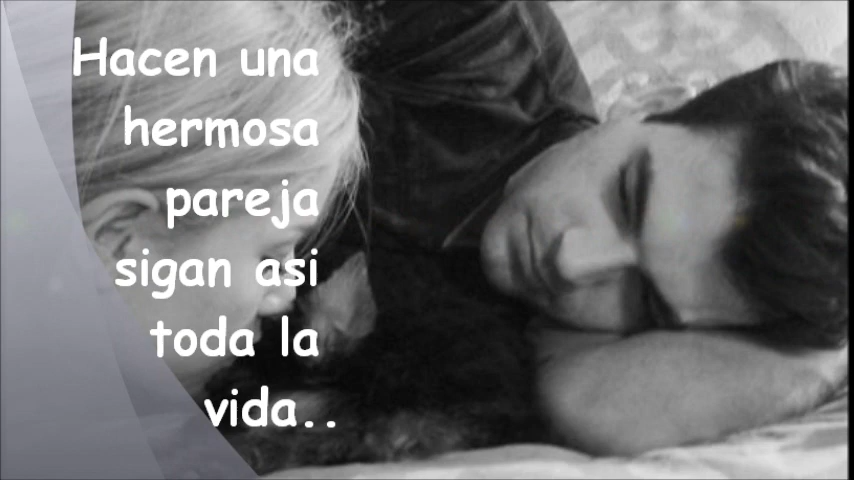 Hacen una
hermosa
pareja
sigan asi
toda la
vida..